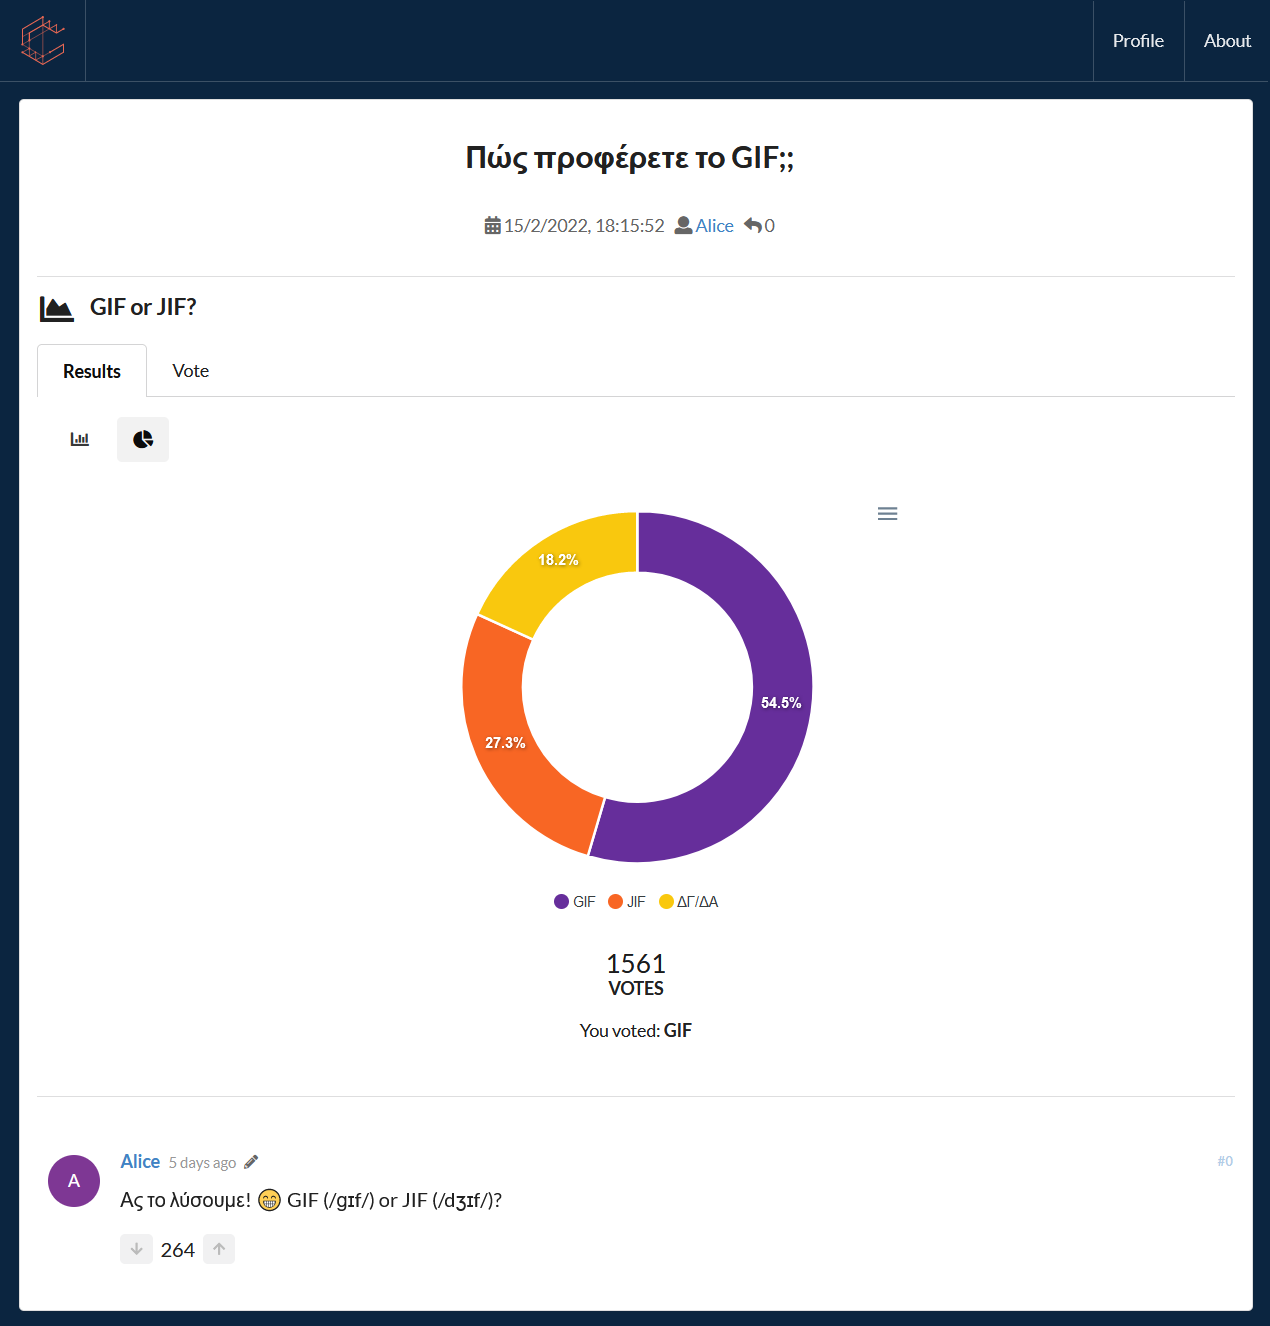 Profile About
Πώς προφέρετε το GIF;;
15/2/2022, 18:15:52 Alice 0
GIF or JIF?
Results Vote
18.2%
54.5%
27.3%
GIF JIF ΔΓ/ΔΑ
1561
VOTES
You voted: GIF
Alice 5 days ago #0
A
Ας το λύσουμε! 😁 GIF (/ɡɪf/) or JIF (/dʒɪf/)?
264